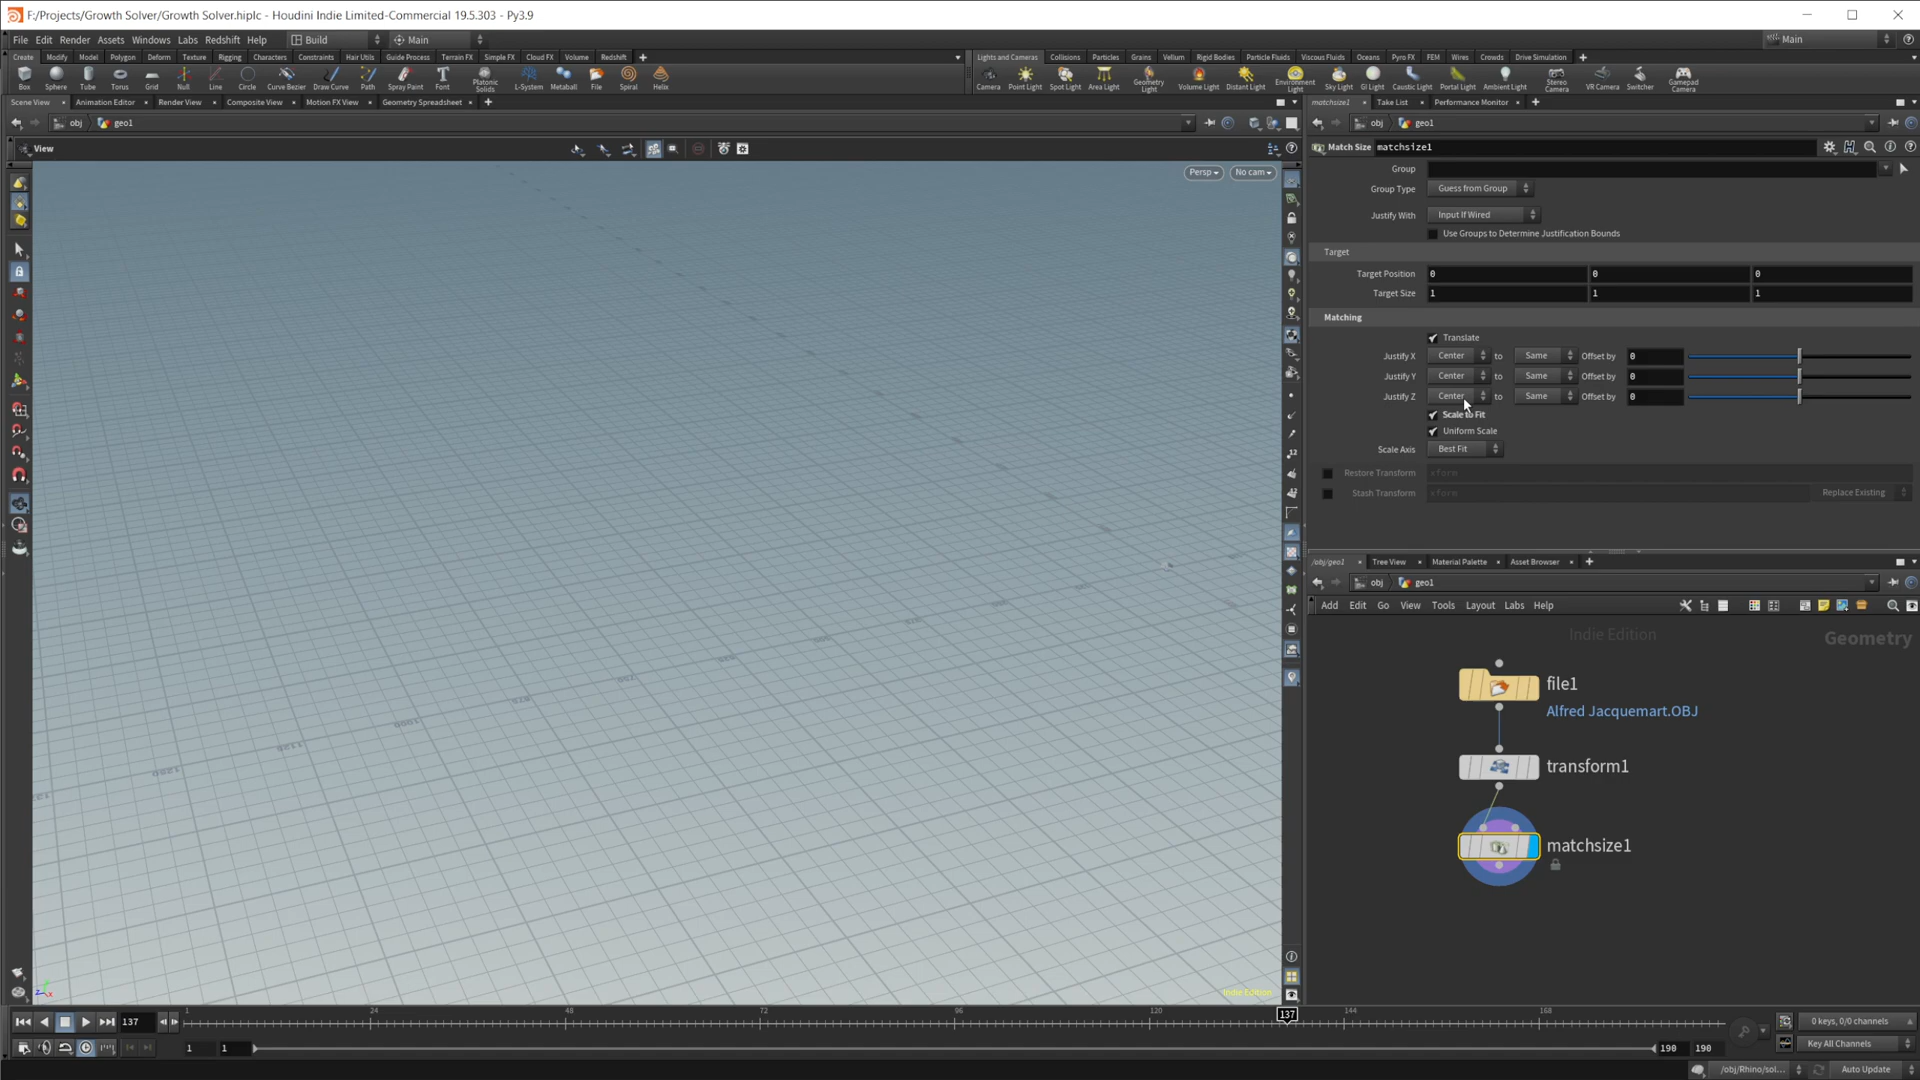 F:/Projects/Growth Solver/Growth Solver.hiplc - Houdini Indie Limited-Commercial 19.5.303 - Py3.9
File Edit Render Assets Windows Labs Redshift Help Build Main
Main
Create Modify Model Polygon Deform Texture Rigging Characters Constraints Hair Utils Guide Process Terrain FX Simple FX Cloud FX Volume Redshift
Lights and Cameras Collisions Particles Grains Vellum Rigid Bodies Particle Fluids Viscous Fluids Oceans Pyro FX FEM Wires Crowds Drive Simulation
Box Sphere Tube Torus Grid Null Line Circle Curve Bezier Draw Curve Path Spray Paint Font Platonic Solids L-System Metaball File Spiral Helix
Camera Point Light Spot Light Area Light Geometry Light Volume Light Distant Light Environment Light Sky Light GI Light Caustic Light Portal Light Ambient Light Stereo Camera VR Camera Switcher Gamepad Camera
Scene View Animation Editor Render View Composite View Motion FX View Geometry Spreadsheet
matchsize1 Take List Performance Monitor
obj geo1
obj geo1
View
Persp No cam
Match Size matchsize1
Group
Group Type Guess from Group
Justify With Input If Wired
Use Groups to Determine Justification Bounds
Target
Target Position 0 0 0
Target Size 1 1 1
Matching
Translate
Justify X Center to Same Offset by 0
Justify Y Center to Same Offset by 0
Justify Z Center to Same Offset by 0
Scale to Fit
Uniform Scale
Scale Axis Best Fit
Restore Transform xform
Stash Transform xform Replace Existing
/obj/geo1 Tree View Material Palette Asset Browser
obj geo1
Add Edit Go View Tools Layout Labs Help
Indie Edition
Geometry
file1
Alfred Jacquemart.OBJ
transform1
matchsize1
Indie Edition
137
1 24 48 72 96 120 137 144 168
0 keys, 0/0 channels
1 1 190 190
Key All Channels
/obj/Rhino/sol... Auto Update